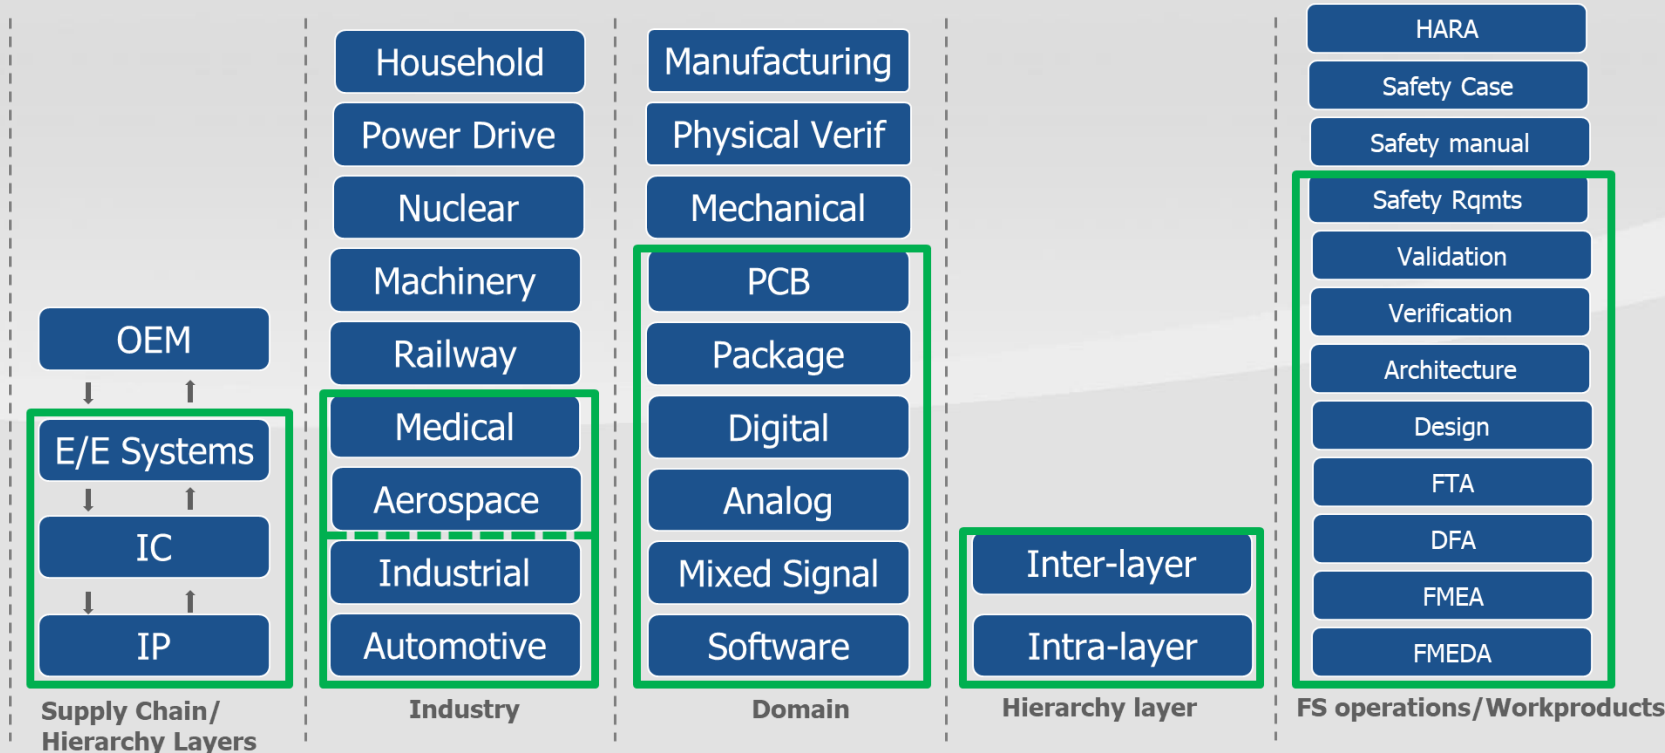 OEM
E/E Systems
IC
IP
Supply Chain/
Hierarchy Layers
Household
Power Drive
Nuclear
Machinery
Railway
Medical
Aerospace
Industrial
Automotive
Industry
Manufacturing
Physical Verif
Mechanical
PCB
Package
Digital
Analog
Mixed Signal
Software
Domain
Inter-layer
Intra-layer
Hierarchy layer
HARA
Safety Case
Safety manual
Safety Rqmts
Validation
Verification
Architecture
Design
FTA
DFA
FMEA
FMEDA
FS operations/Workproducts